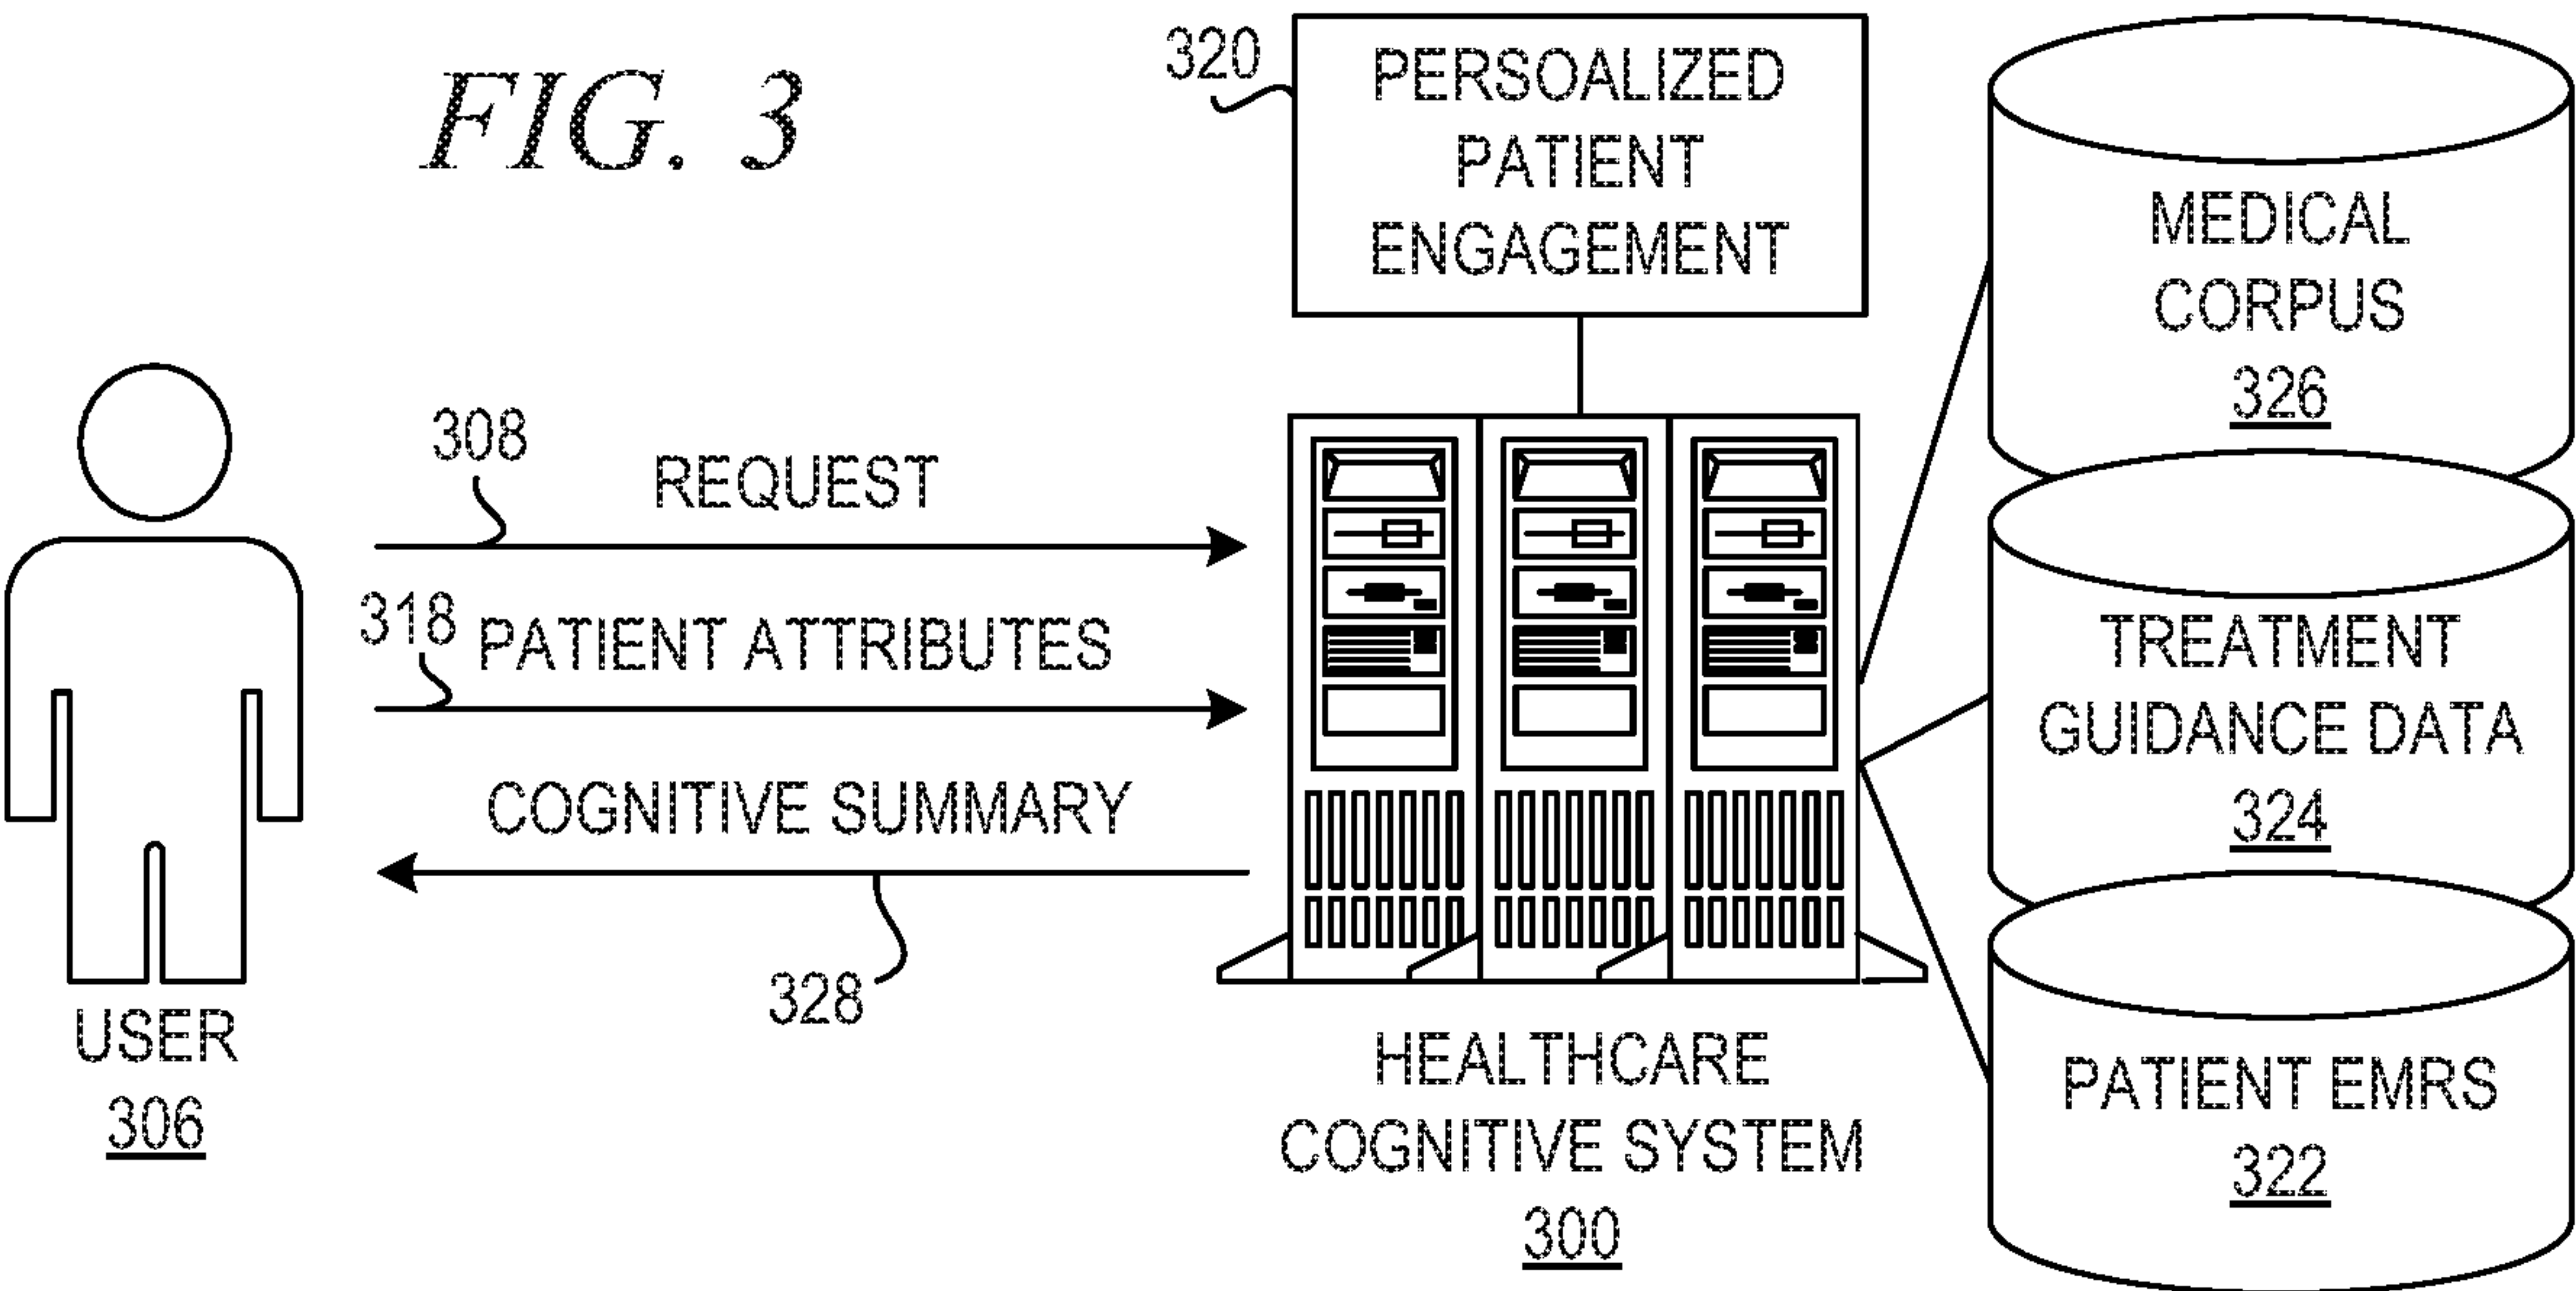 FIG. 3
320
PERSOALIZED
PATIENT
ENGAGEMENT
MEDICAL
CORPUS
326
308
REQUEST
318
PATIENT ATTRIBUTES
COGNITIVE SUMMARY
328
USER
306
HEALTHCARE
COGNITIVE SYSTEM
300
TREATMENT
GUIDANCE DATA
324
PATIENT EMRS
322